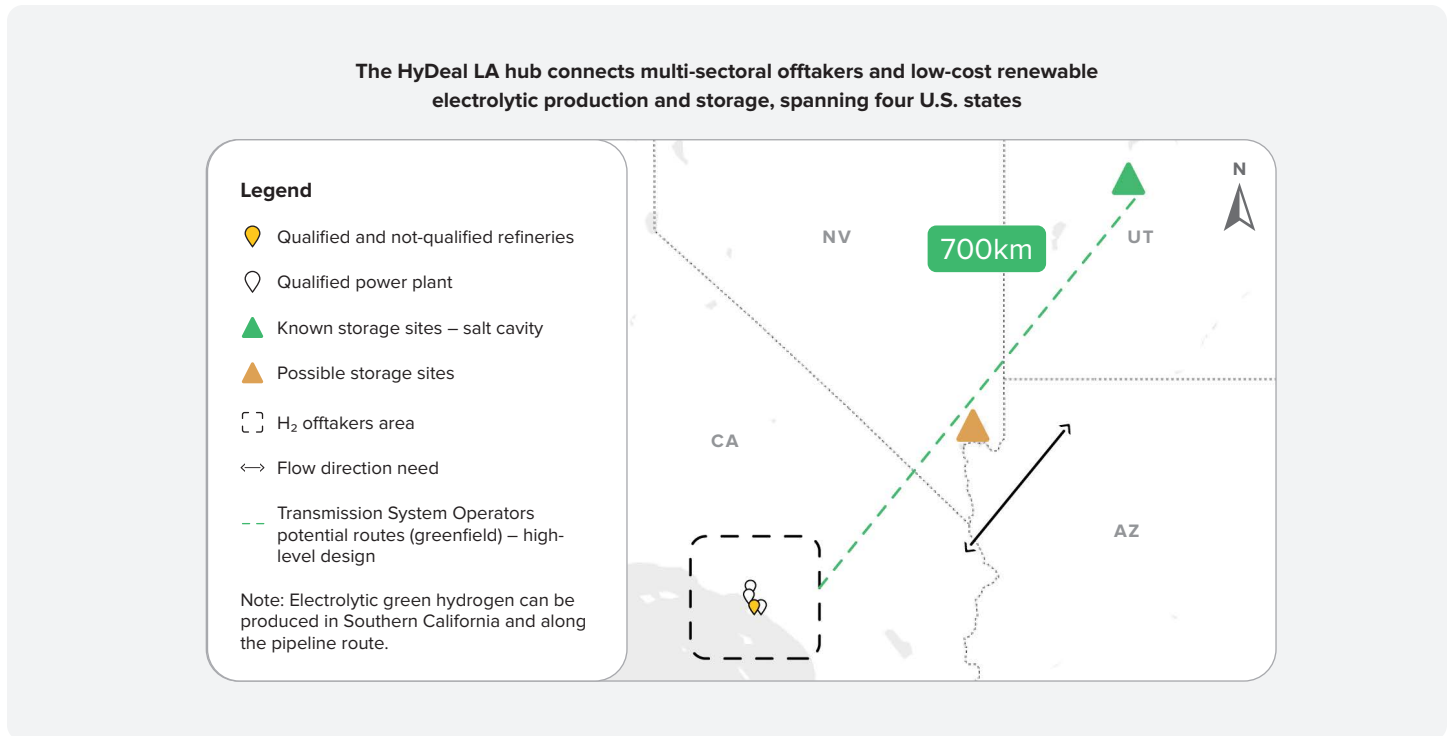 The HyDeal LA hub connects multi-sectoral offtakers and low-cost renewable
electrolytic production and storage, spanning four U.S. states
Legend
Qualified and not-qualified refineries
Qualified power plant
Known storage sites – salt cavity
Possible storage sites
H₂ offtakers area
Flow direction need
Transmission System Operators
potential routes (greenfield) – high-
level design
Note: Electrolytic green hydrogen can be
produced in Southern California and along
the pipeline route.
N
NV
UT
700km
CA
AZ